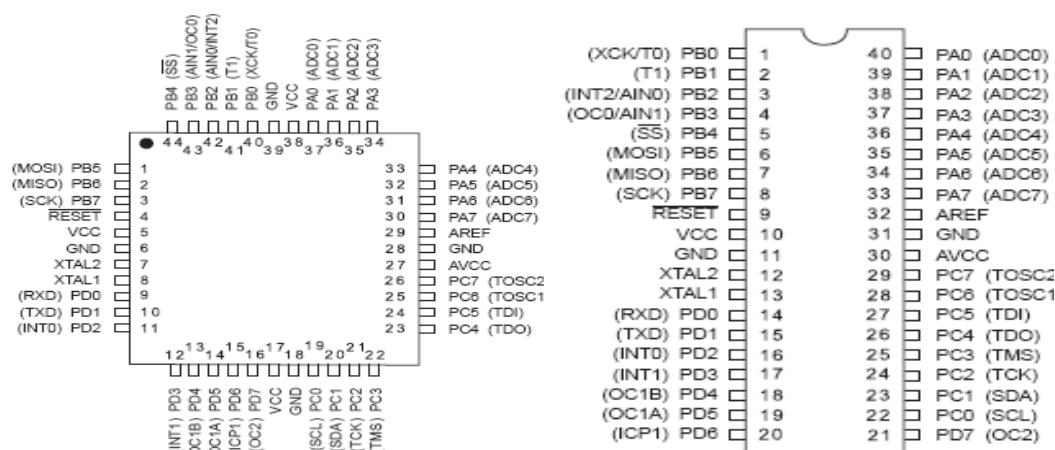 PB4 (SS)
PB3 (AIN1/OC0)
PB2 (AIN0/INT2)
PB1 (T1)
PB0 (XCK/T0)
GND
VCC
PA0 (ADC0)
PA1 (ADC1)
PA2 (ADC2)
PA3 (ADC3)
44 43 42 41 40 39 38 37 36 35 34
(MOSI) PB5 1
(MISO) PB6 2
(SCK) PB7 3
RESET 4
VCC 5
GND 6
XTAL2 7
XTAL1 8
(RXD) PD0 9
(TXD) PD1 10
(INT0) PD2 11
33 PA4 (ADC4)
32 PA5 (ADC5)
31 PA6 (ADC6)
30 PA7 (ADC7)
29 AREF
28 GND
27 AVCC
26 PC7 (TOSC2
25 PC6 (TOSC1
24 PC5 (TDI)
23 PC4 (TDO)
12 13 14 15 16 17 18 19 20 21 22
INT1) PD3
OC1B) PD4
OC1A) PD5
(ICP1) PD6
(OC2) PD7
VCC
GND
(SCL) PC0
(SDA) PC1
(TCK) PC2
(TMS) PC3
(XCK/T0) PB0 1 40 PA0 (ADC0)
(T1) PB1 2 39 PA1 (ADC1)
(INT2/AIN0) PB2 3 38 PA2 (ADC2)
(OC0/AIN1) PB3 4 37 PA3 (ADC3)
(SS) PB4 5 36 PA4 (ADC4)
(MOSI) PB5 6 35 PA5 (ADC5)
(MISO) PB6 7 34 PA6 (ADC6)
(SCK) PB7 8 33 PA7 (ADC7)
RESET 9 32 AREF
VCC 10 31 GND
GND 11 30 AVCC
XTAL2 12 29 PC7 (TOSC2
XTAL1 13 28 PC6 (TOSC1
(RXD) PD0 14 27 PC5 (TDI)
(TXD) PD1 15 26 PC4 (TDO)
(INT0) PD2 16 25 PC3 (TMS)
(INT1) PD3 17 24 PC2 (TCK)
(OC1B) PD4 18 23 PC1 (SDA)
(OC1A) PD5 19 22 PC0 (SCL)
(ICP1) PD6 20 21 PD7 (OC2)